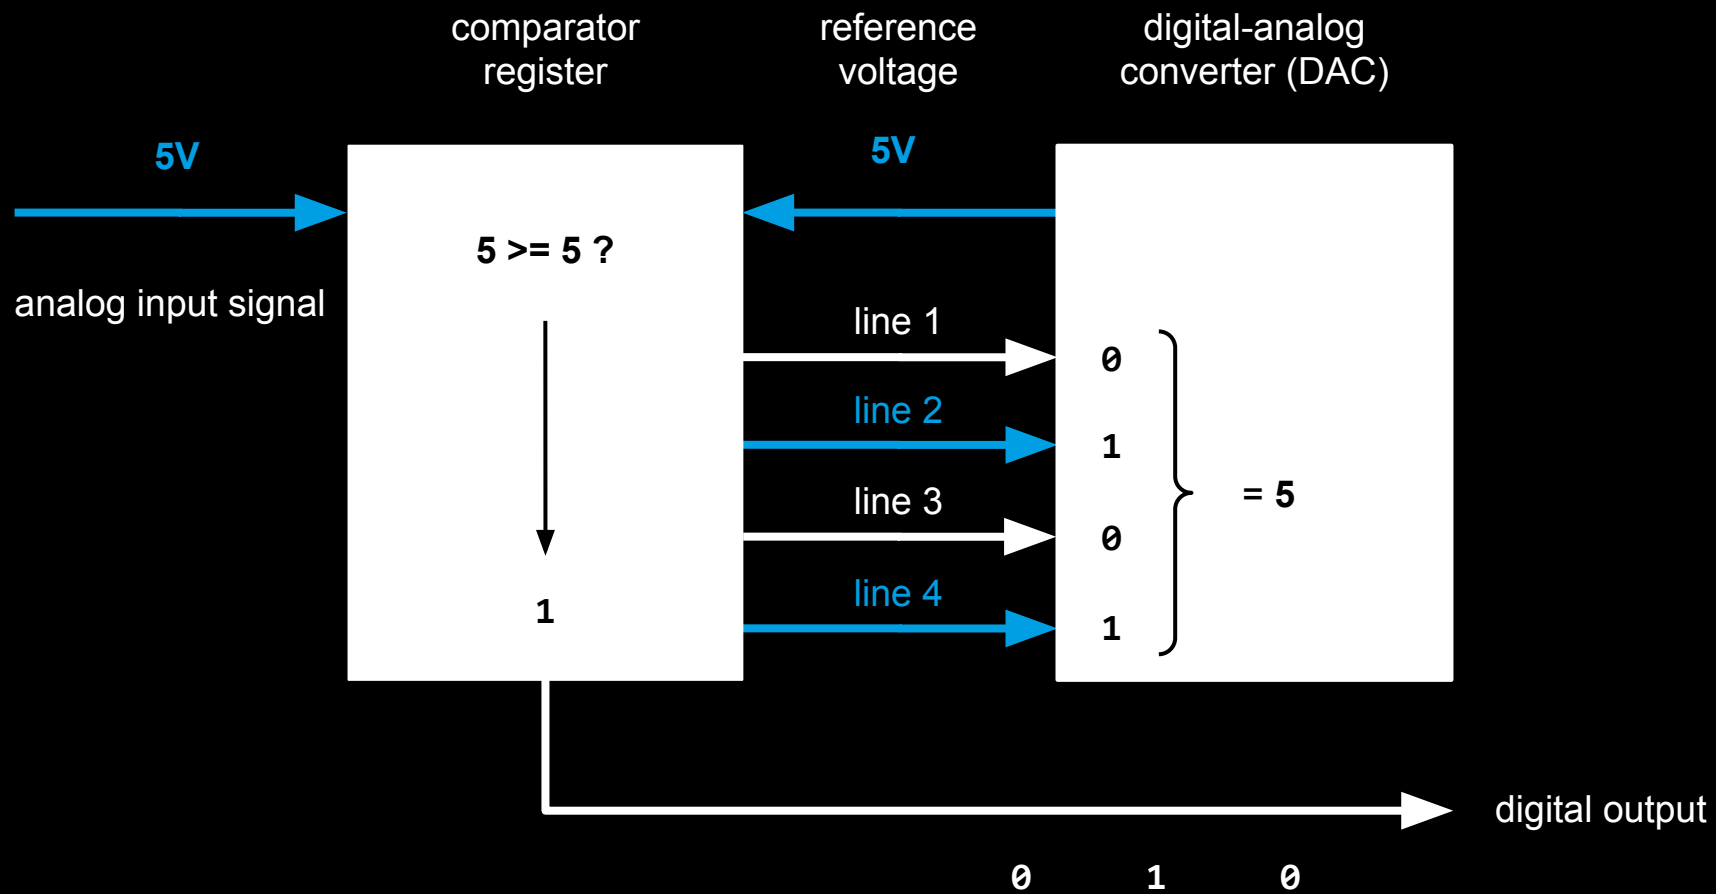 comparator
register
reference
voltage
digital-analog
converter (DAC)
5V
5V
5 >= 5 ?
analog input signal
line 1
0
line 2
1
line 3
= 5
0
line 4
1
1
digital output
0 1 0